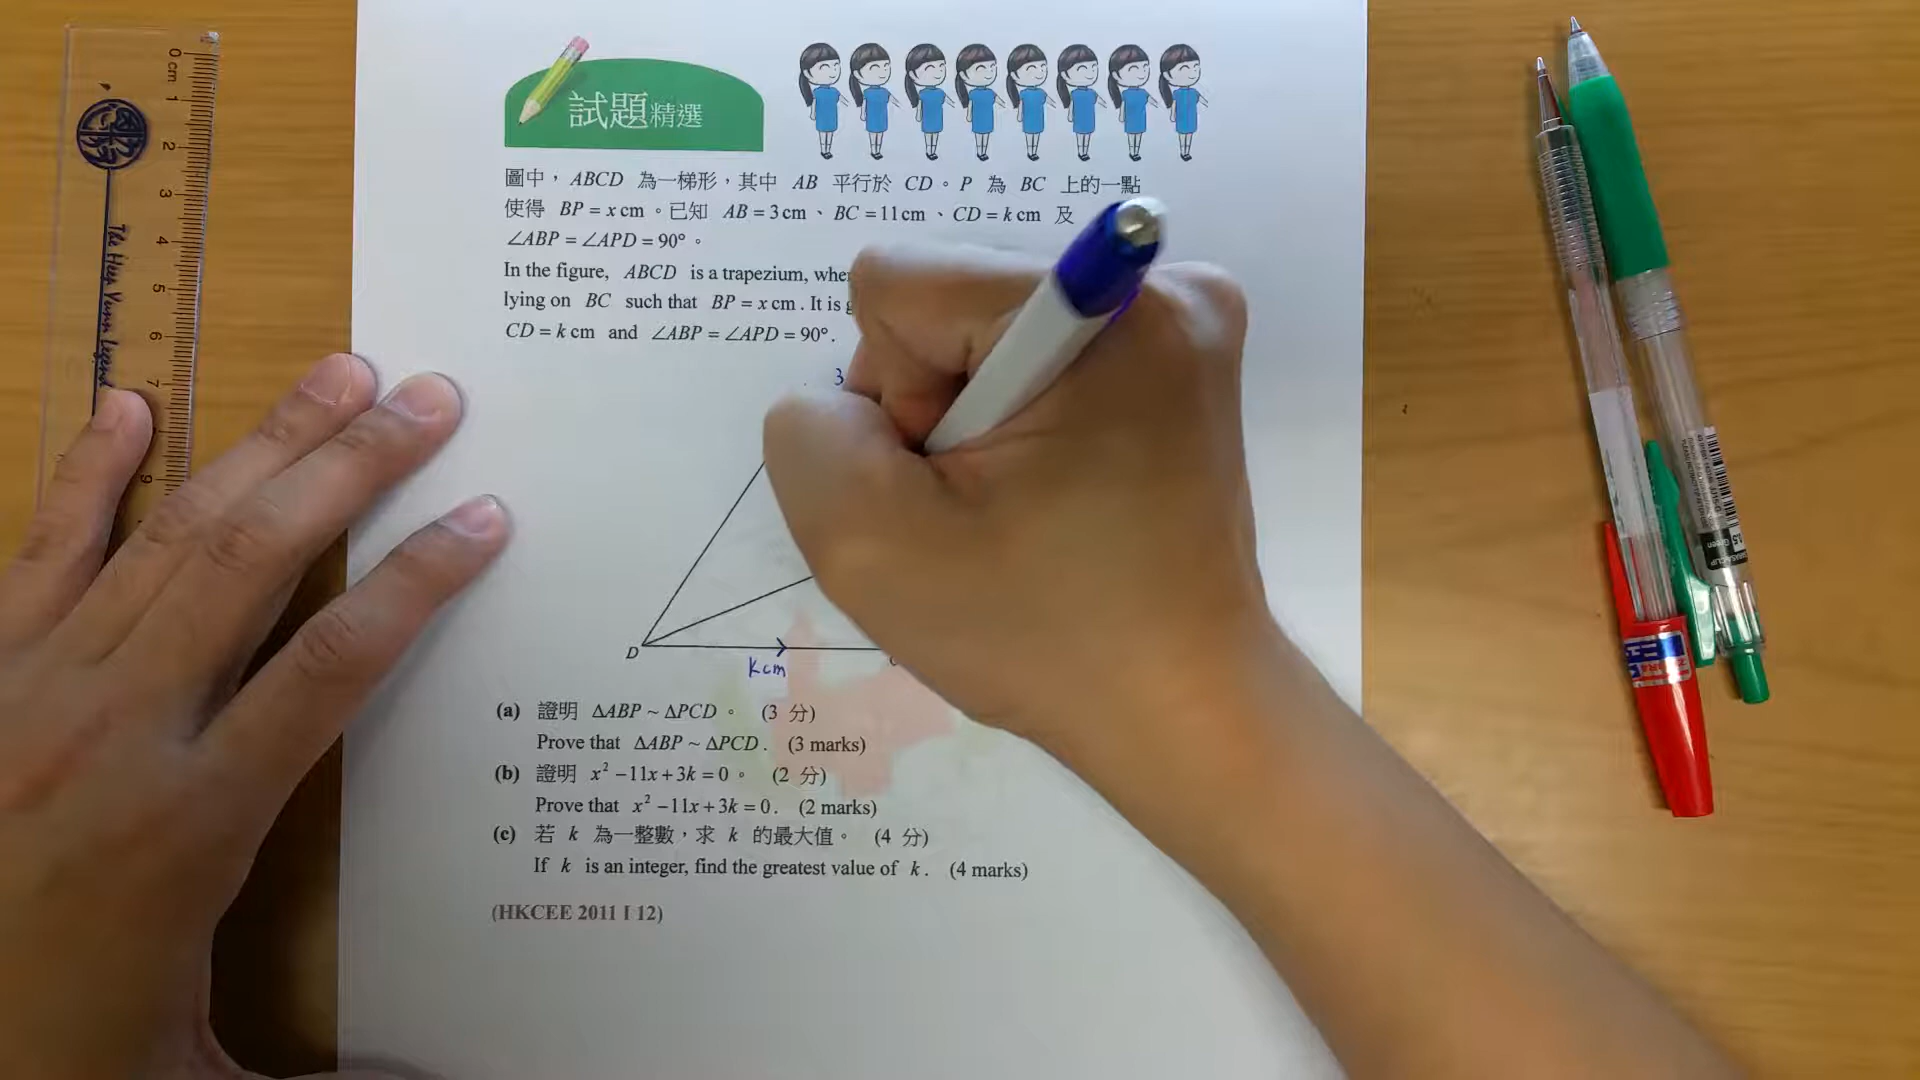 試題精選
圖中，ABCD 為一梯形，其中 AB 平行於 CD。P 為 BC 上的一點
使得 BP = x cm。已知 AB = 3 cm、BC = 11 cm、CD = k cm 及
∠ABP = ∠APD = 90°。
In the figure, ABCD is a trapezium,
lying on BC such that BP = x cm. It is
CD = k cm and ∠ABP = ∠APD = 90°.
3
D
k cm
(a) 證明 ΔABP ~ ΔPCD。 (3 分)
Prove that ΔABP ~ ΔPCD. (3 marks)
(b) 證明 x² − 11x + 3k = 0。 (2 分)
Prove that x² − 11x + 3k = 0. (2 marks)
(c) 若 k 為一整數，求 k 的最大值。 (4 分)
If k is an integer, find the greatest value of k. (4 marks)
(HKCEE 2011 I 12)
0 cm 1 2 3 4 5 6 7 9
The Hong Yunn Legend
Green
0.5